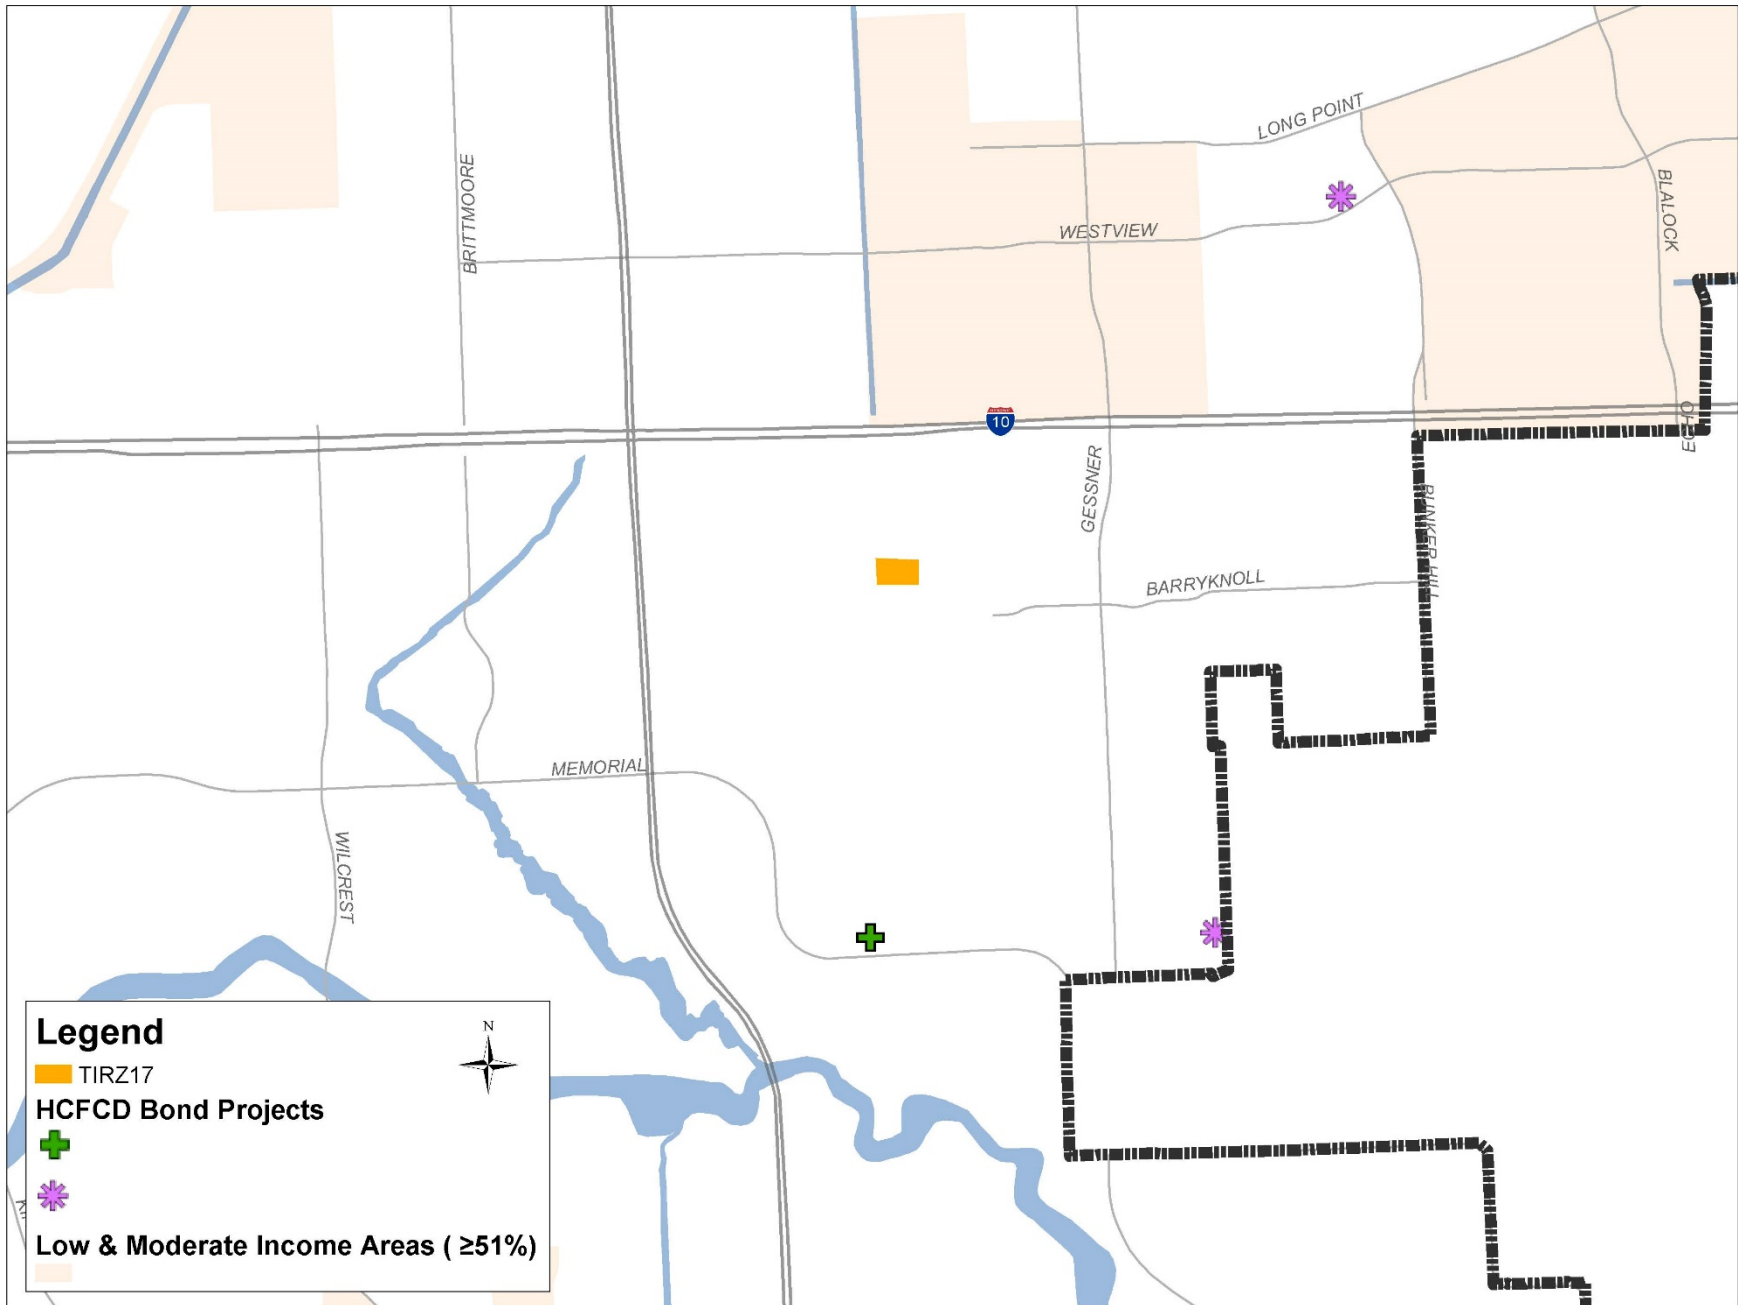 LONG POINT
BRITTMOORE
BLALOCK
WESTVIEW
10
ECHO
GESSNER
BUNKER HILL
BARRYKNOLL
MEMORIAL
WILCREST
Legend
N
TIRZ17
HCFCD Bond Projects
Low & Moderate Income Areas ( ≥51%)